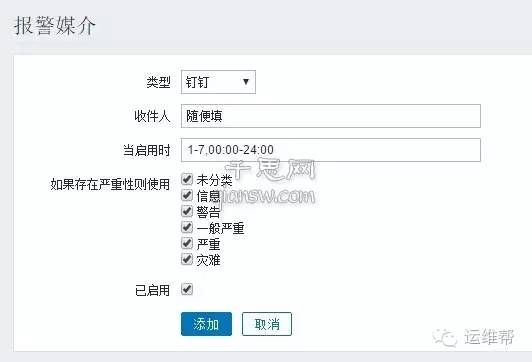 报警媒介
类型 钉钉
收件人 随便填
当启用时 1-7,00:00-24:00
如果存在严重性则使用 未分类
信息
警告
一般严重
严重
灾难
已启用
添加 取消
千思网
qiansw.com
运维帮